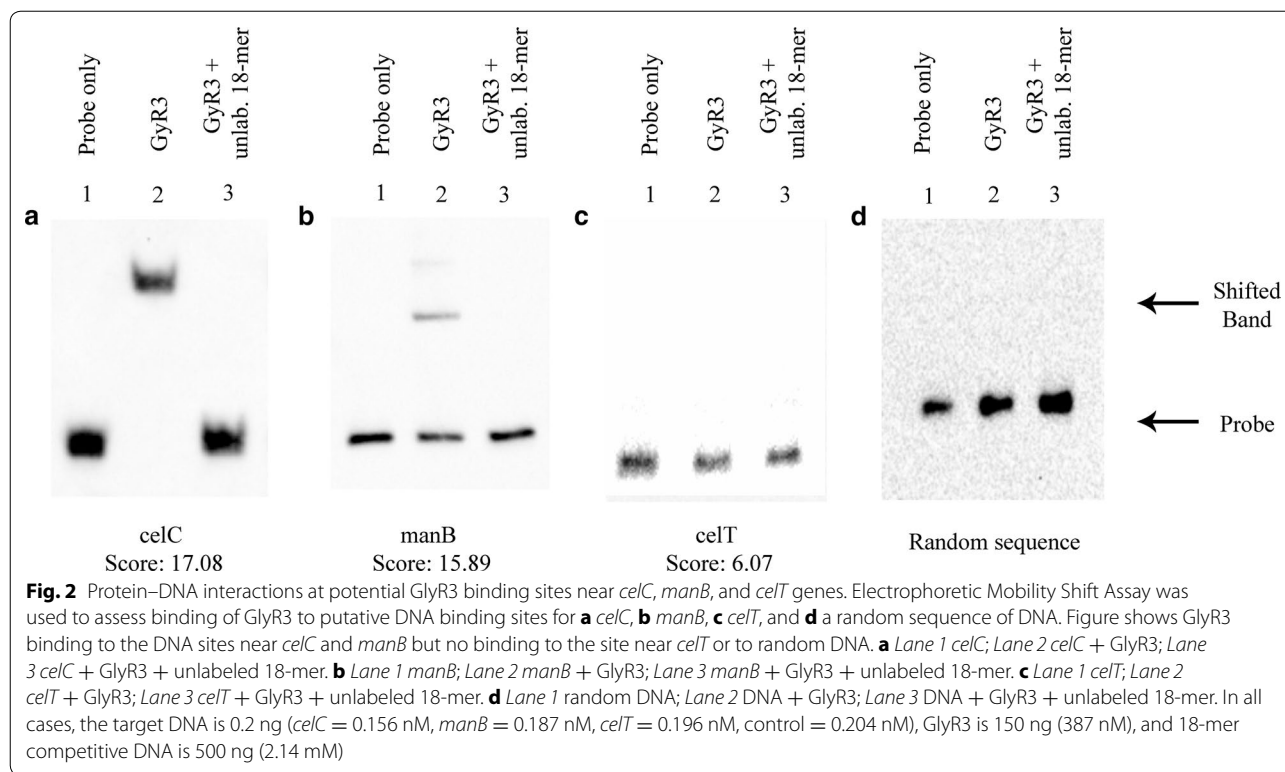 Probe only
GyR3
GyR3 +
unlab. 18-mer
Probe only
GyR3
GyR3 +
unlab. 18-mer
Probe only
GyR3
GyR3 +
unlab. 18-mer
Probe only
GyR3
GyR3 +
unlab. 18-mer
1 2 3
1 2 3
1 2 3
1 2 3
a
b
c
d
Shifted
Band
Probe
celC
Score: 17.08
manB
Score: 15.89
celT
Score: 6.07
Random sequence
Fig. 2 Protein–DNA interactions at potential GlyR3 binding sites near celC, manB, and celT genes. Electrophoretic Mobility Shift Assay was
used to assess binding of GlyR3 to putative DNA binding sites for a celC, b manB, c celT, and d a random sequence of DNA. Figure shows GlyR3
binding to the DNA sites near celC and manB but no binding to the site near celT or to random DNA. a Lane 1 celC; Lane 2 celC + GlyR3; Lane
3 celC + GlyR3 + unlabeled 18-mer. b Lane 1 manB; Lane 2 manB + GlyR3; Lane 3 manB + GlyR3 + unlabeled 18-mer. c Lane 1 celT; Lane 2
celT + GlyR3; Lane 3 celT + GlyR3 + unlabeled 18-mer. d Lane 1 random DNA; Lane 2 DNA + GlyR3; Lane 3 DNA + GlyR3 + unlabeled 18-mer. In all
cases, the target DNA is 0.2 ng (celC = 0.156 nM, manB = 0.187 nM, celT = 0.196 nM, control = 0.204 nM), GlyR3 is 150 ng (387 nM), and 18-mer
competitive DNA is 500 ng (2.14 mM)